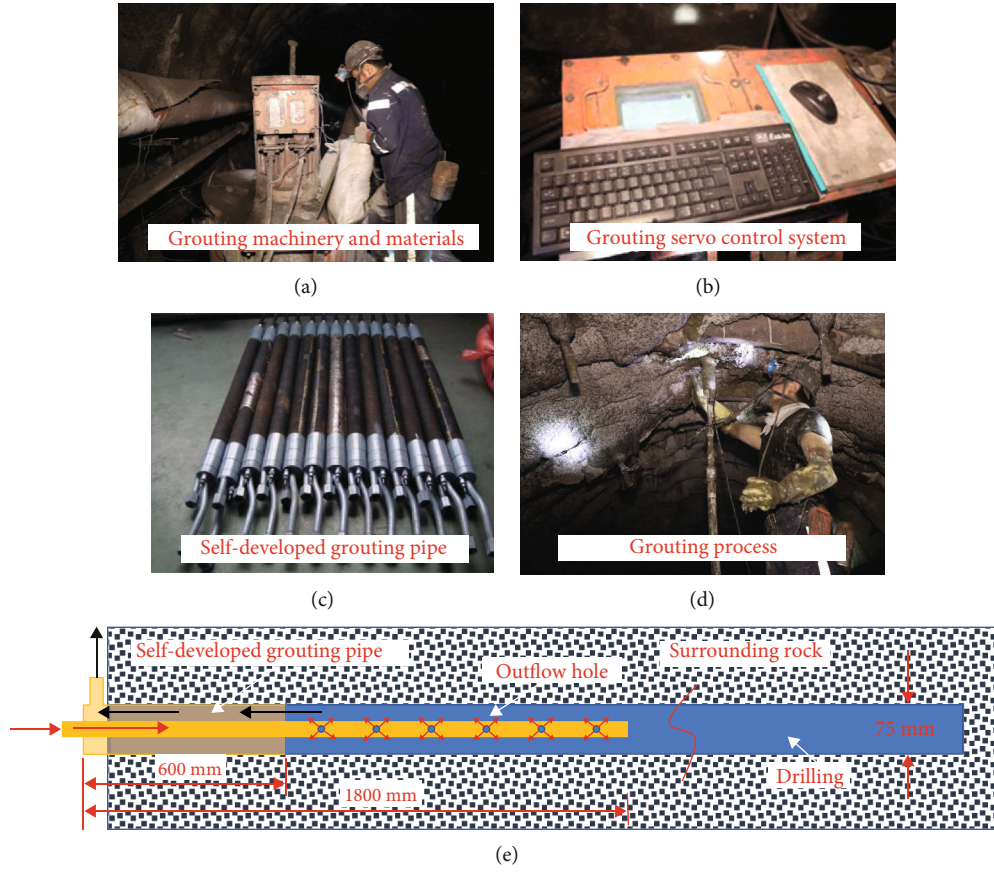 Grouting machinery and materials
Grouting servo control system
(a)
(b)
Self-developed grouting pipe
Grouting process
(c)
(d)
Self-developed grouting pipe
Outflow hole
Surrounding rock
75 mm
600 mm
Drilling
1800 mm
(e)